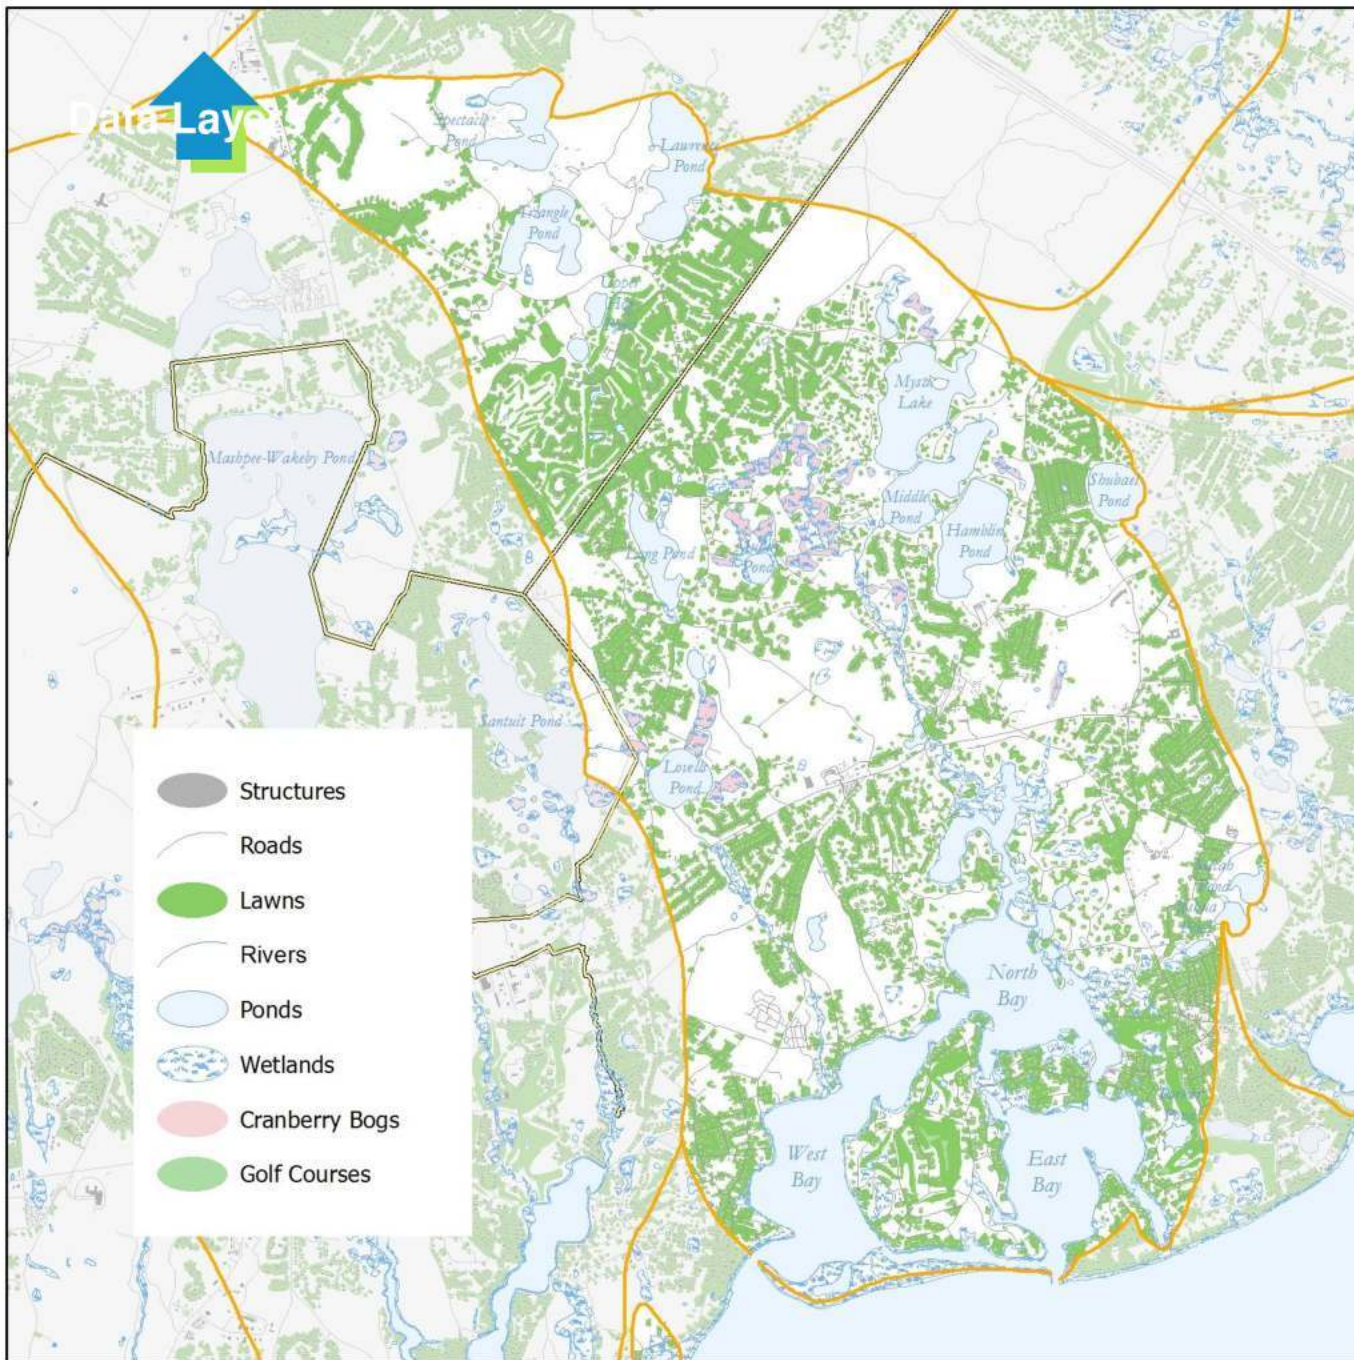 Data Laye
Spectacle
Pond
Lawrence
Pond
Triangle
Pond
Upper
Mystic
Lake
Mashpee-Wakeby Pond
Shubael
Pond
Middle
Pond
Hamblin
Pond
Long Pond
Pond
Santuit Pond
Lovells
Pond
Structures
Roads
Lawns
Rivers
Ponds
Wetlands
Cranberry Bogs
Golf Courses
North
Bay
West
Bay
East
Bay